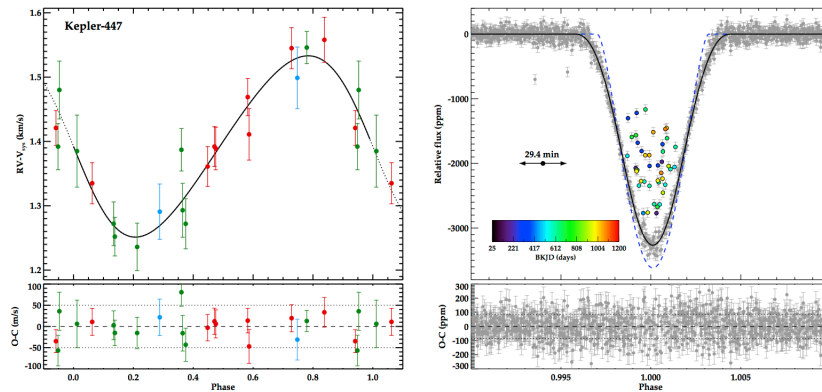 Kepler-447
RV-Vsys (km/s)
1.6
1.5
1.4
1.3
1.2
O-C (m/s)
100
50
0
-50
-100
0.0 0.2 0.4 0.6 0.8 1.0
Phase
Relative flux (ppm)
0
-1000
-2000
-3000
29.4 min
25 221 417 612 808 1004 1200
BKJD (days)
O-C (ppm)
300
200
100
0
-100
-200
-300
0.995 1.000 1.005
Phase